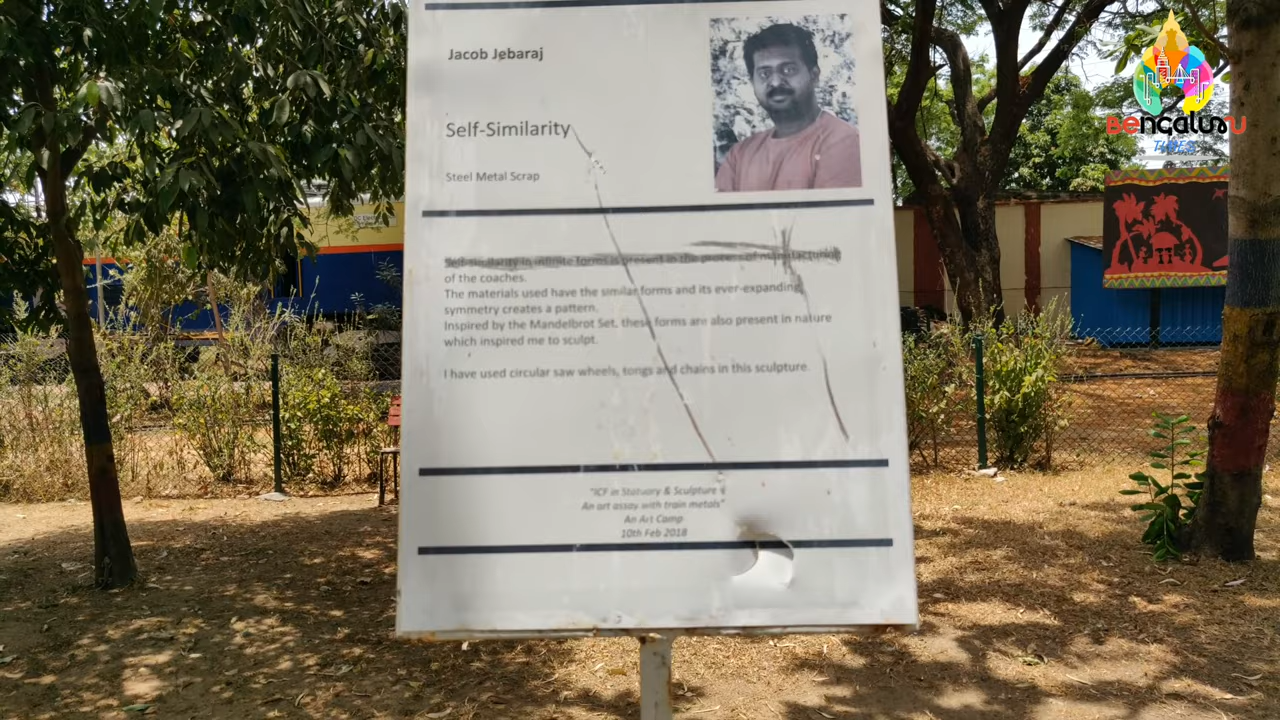 Jacob Jebaraj
Self-Similarity
Steel Metal Scrap
Self-similarity in infinite forms is present in the process of manufacturing
of the coaches.
The materials used have the similar forms and its ever-expanding
symmetry creates a pattern.
Inspired by the Mandelbrot Set, these forms are also present in nature
which inspired me to sculpt.
I have used circular saw wheels, tongs and chains in this sculpture.
"ICF in Statuary & Sculpture
An art assay with train metals"
An Art Camp
10th Feb 2018
BENGALURU
TIMES